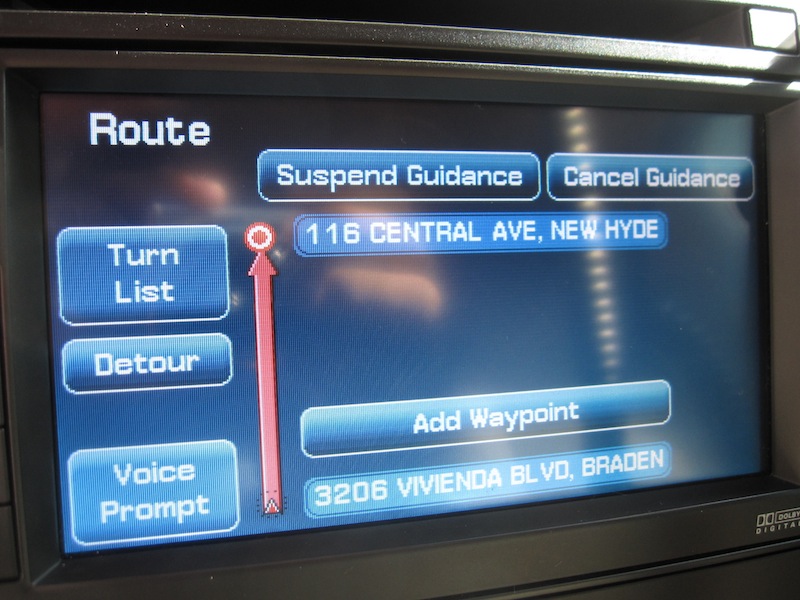 Route
Suspend Guidance
Cancel Guidance
116 CENTRAL AVE, NEW HYDE
Turn
List
Detour
Add Waypoint
Voice
Prompt
3206 VIVIENDA BLVD, BRADEN
DOLBY
DIGITAL